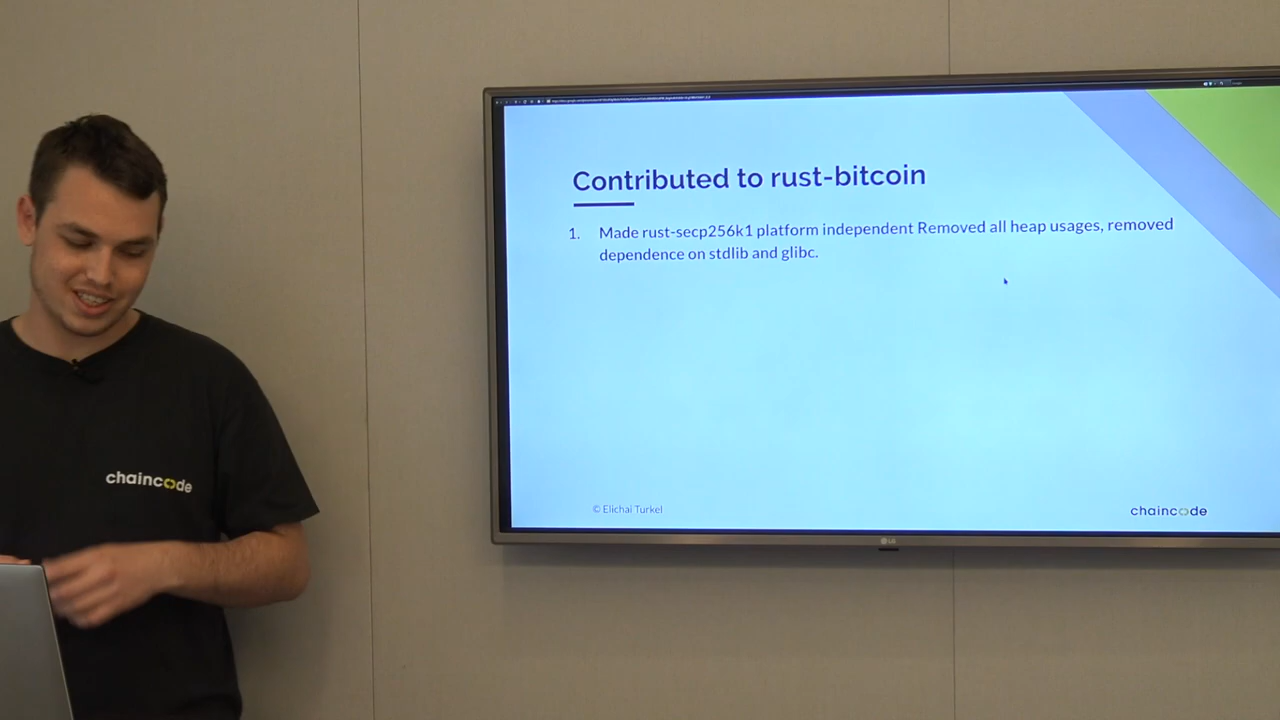 Contributed to rust-bitcoin
1. Made rust-secp256k1 platform independent Removed all heap usages, removed
dependence on stdlib and glibc.
© Elichai Turkel
chaincode
LG
chaincode